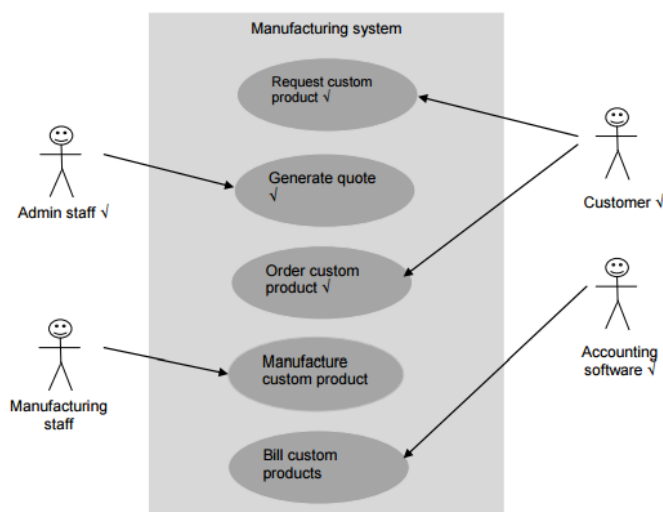 Manufacturing system
Request custom
product √
Generate quote
√
Admin staff √
Customer √
Order custom
product √
Manufacture
custom product
Accounting
software √
Manufacturing
staff
Bill custom
products